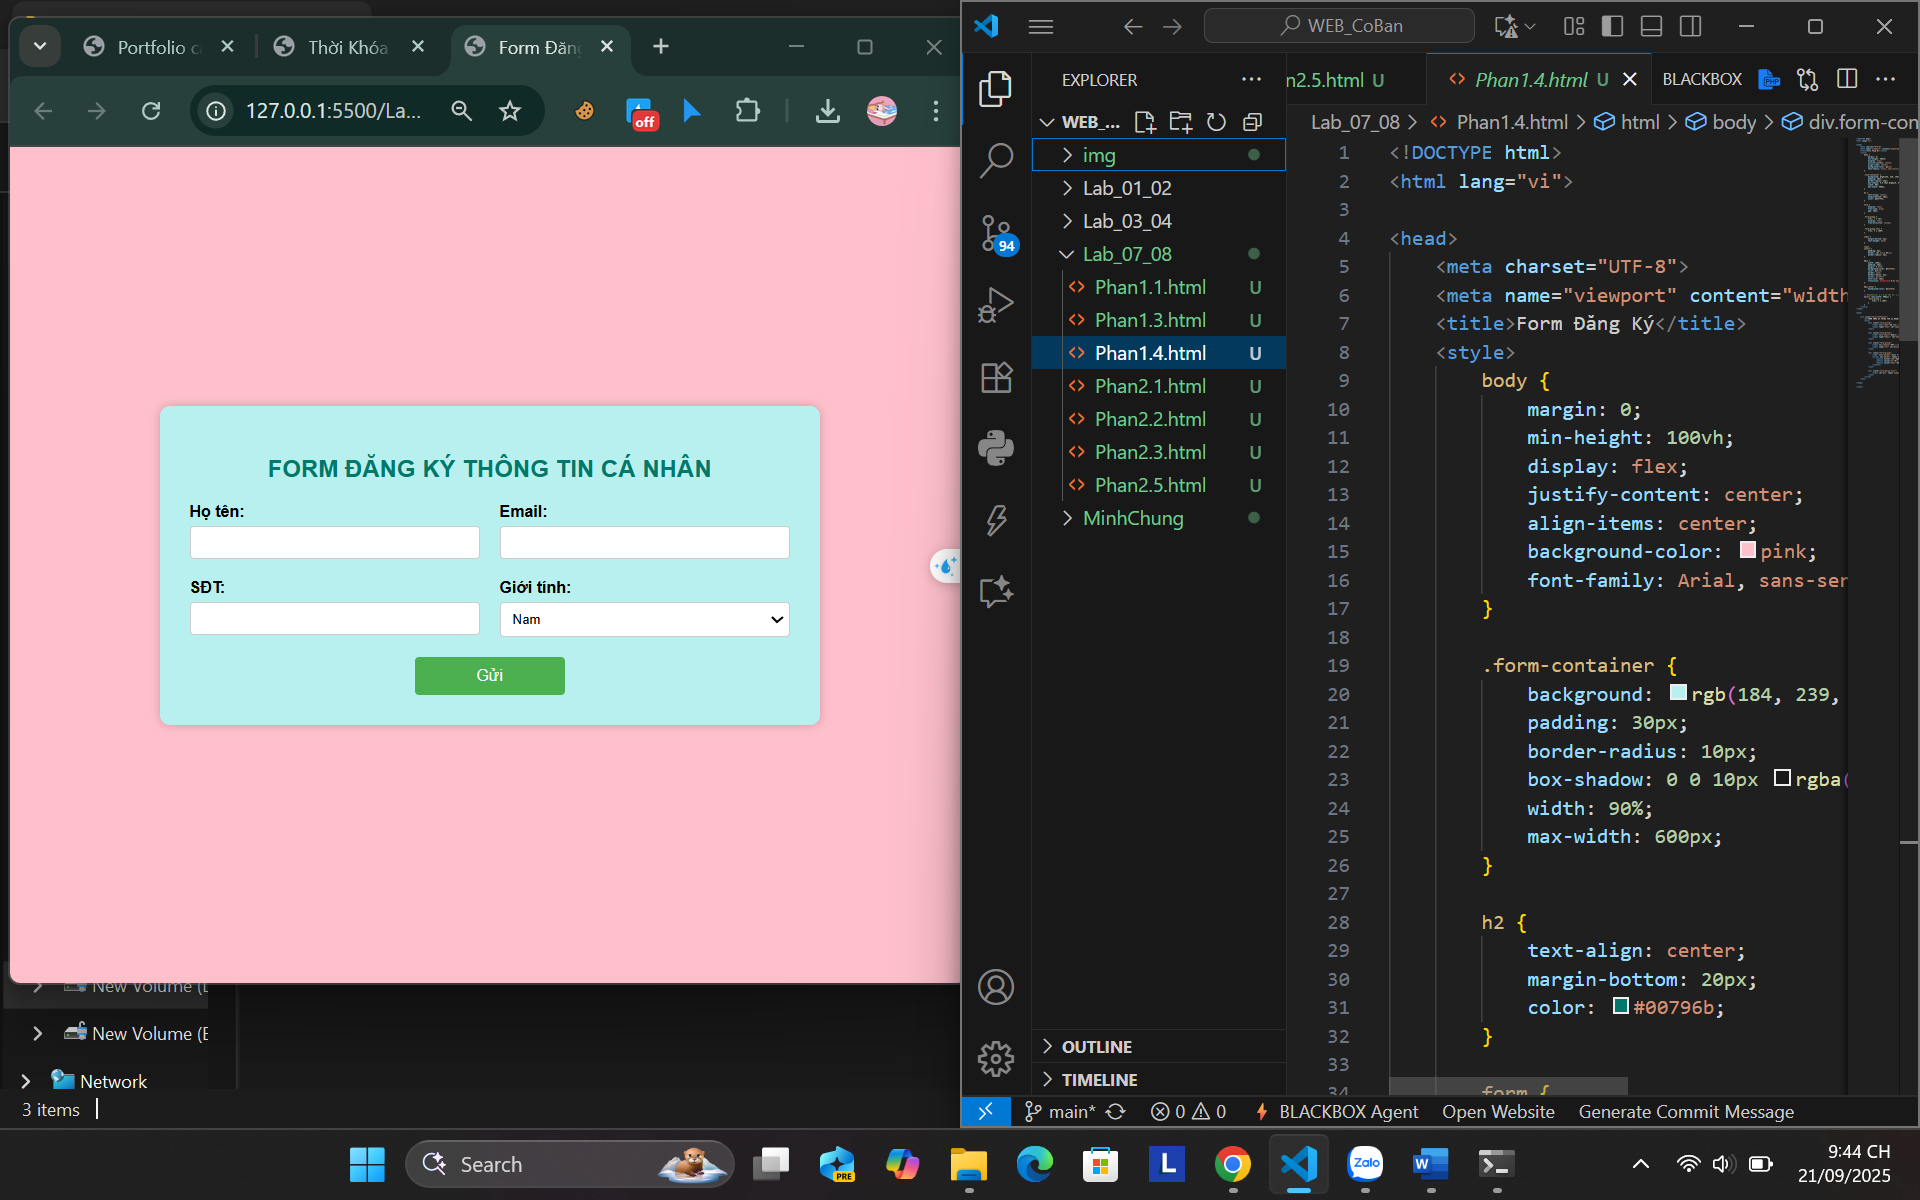 Portfolio c
Thời Khóa
Form Đăn
127.0.0.1:5500/La...
off
FORM ĐĂNG KÝ THÔNG TIN CÁ NHÂN
Họ tên:
Email:
SĐT:
Giới tính:
Nam
Gửi
New Volume (
New Volume (E
Network
3 items
WEB_CoBan
EXPLORER
WEB_...
img
Lab_01_02
Lab_03_04
Lab_07_08
Phan1.1.html U
Phan1.3.html U
Phan1.4.html U
Phan2.1.html U
Phan2.2.html U
Phan2.3.html U
Phan2.5.html U
MinhChung
94
OUTLINE
TIMELINE
n2.5.html U
Phan1.4.html U
BLACKBOX
PHP
Lab_07_08 > Phan1.4.html > html > body > div.form-con
1 <!DOCTYPE html>
2 <html lang="vi">
3
4 <head>
5 <meta charset="UTF-8">
6 <meta name="viewport" content="width
7 <title>Form Đăng Ký</title>
8 <style>
9 body {
10 margin: 0;
11 min-height: 100vh;
12 display: flex;
13 justify-content: center;
14 align-items: center;
15 background-color: pink;
16 font-family: Arial, sans-ser
17 }
18
19 .form-container {
20 background: rgb(184, 239,
21 padding: 30px;
22 border-radius: 10px;
23 box-shadow: 0 0 10px rgba(
24 width: 90%;
25 max-width: 600px;
26 }
27
28 h2 {
29 text-align: center;
30 margin-bottom: 20px;
31 color: #00796b;
32 }
33
34 form {
main* 0 0 BLACKBOX Agent Open Website Generate Commit Message
Search
PRE
L
Zalo
W
9:44 CH
21/09/2025